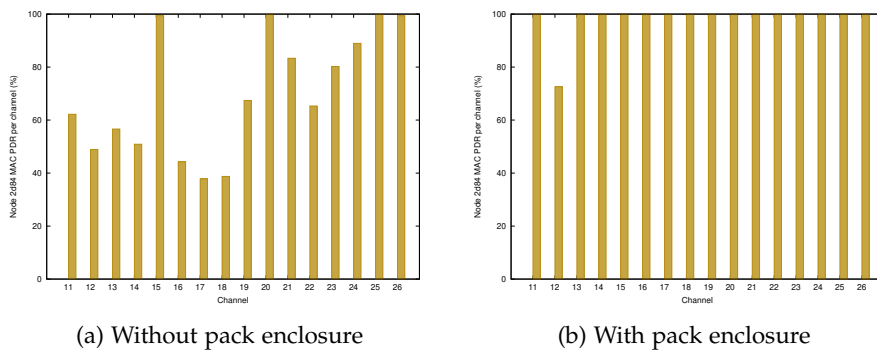 Node 2d84 MAC PDR per channel (%)
100
80
60
40
20
0
11 12 13 14 15 16 17 18 19 20 21 22 23 24 25 26
Channel
(a) Without pack enclosure
Node 2d84 MAC PDR per channel (%)
100
80
60
40
20
0
11 12 13 14 15 16 17 18 19 20 21 22 23 24 25 26
Channel
(b) With pack enclosure